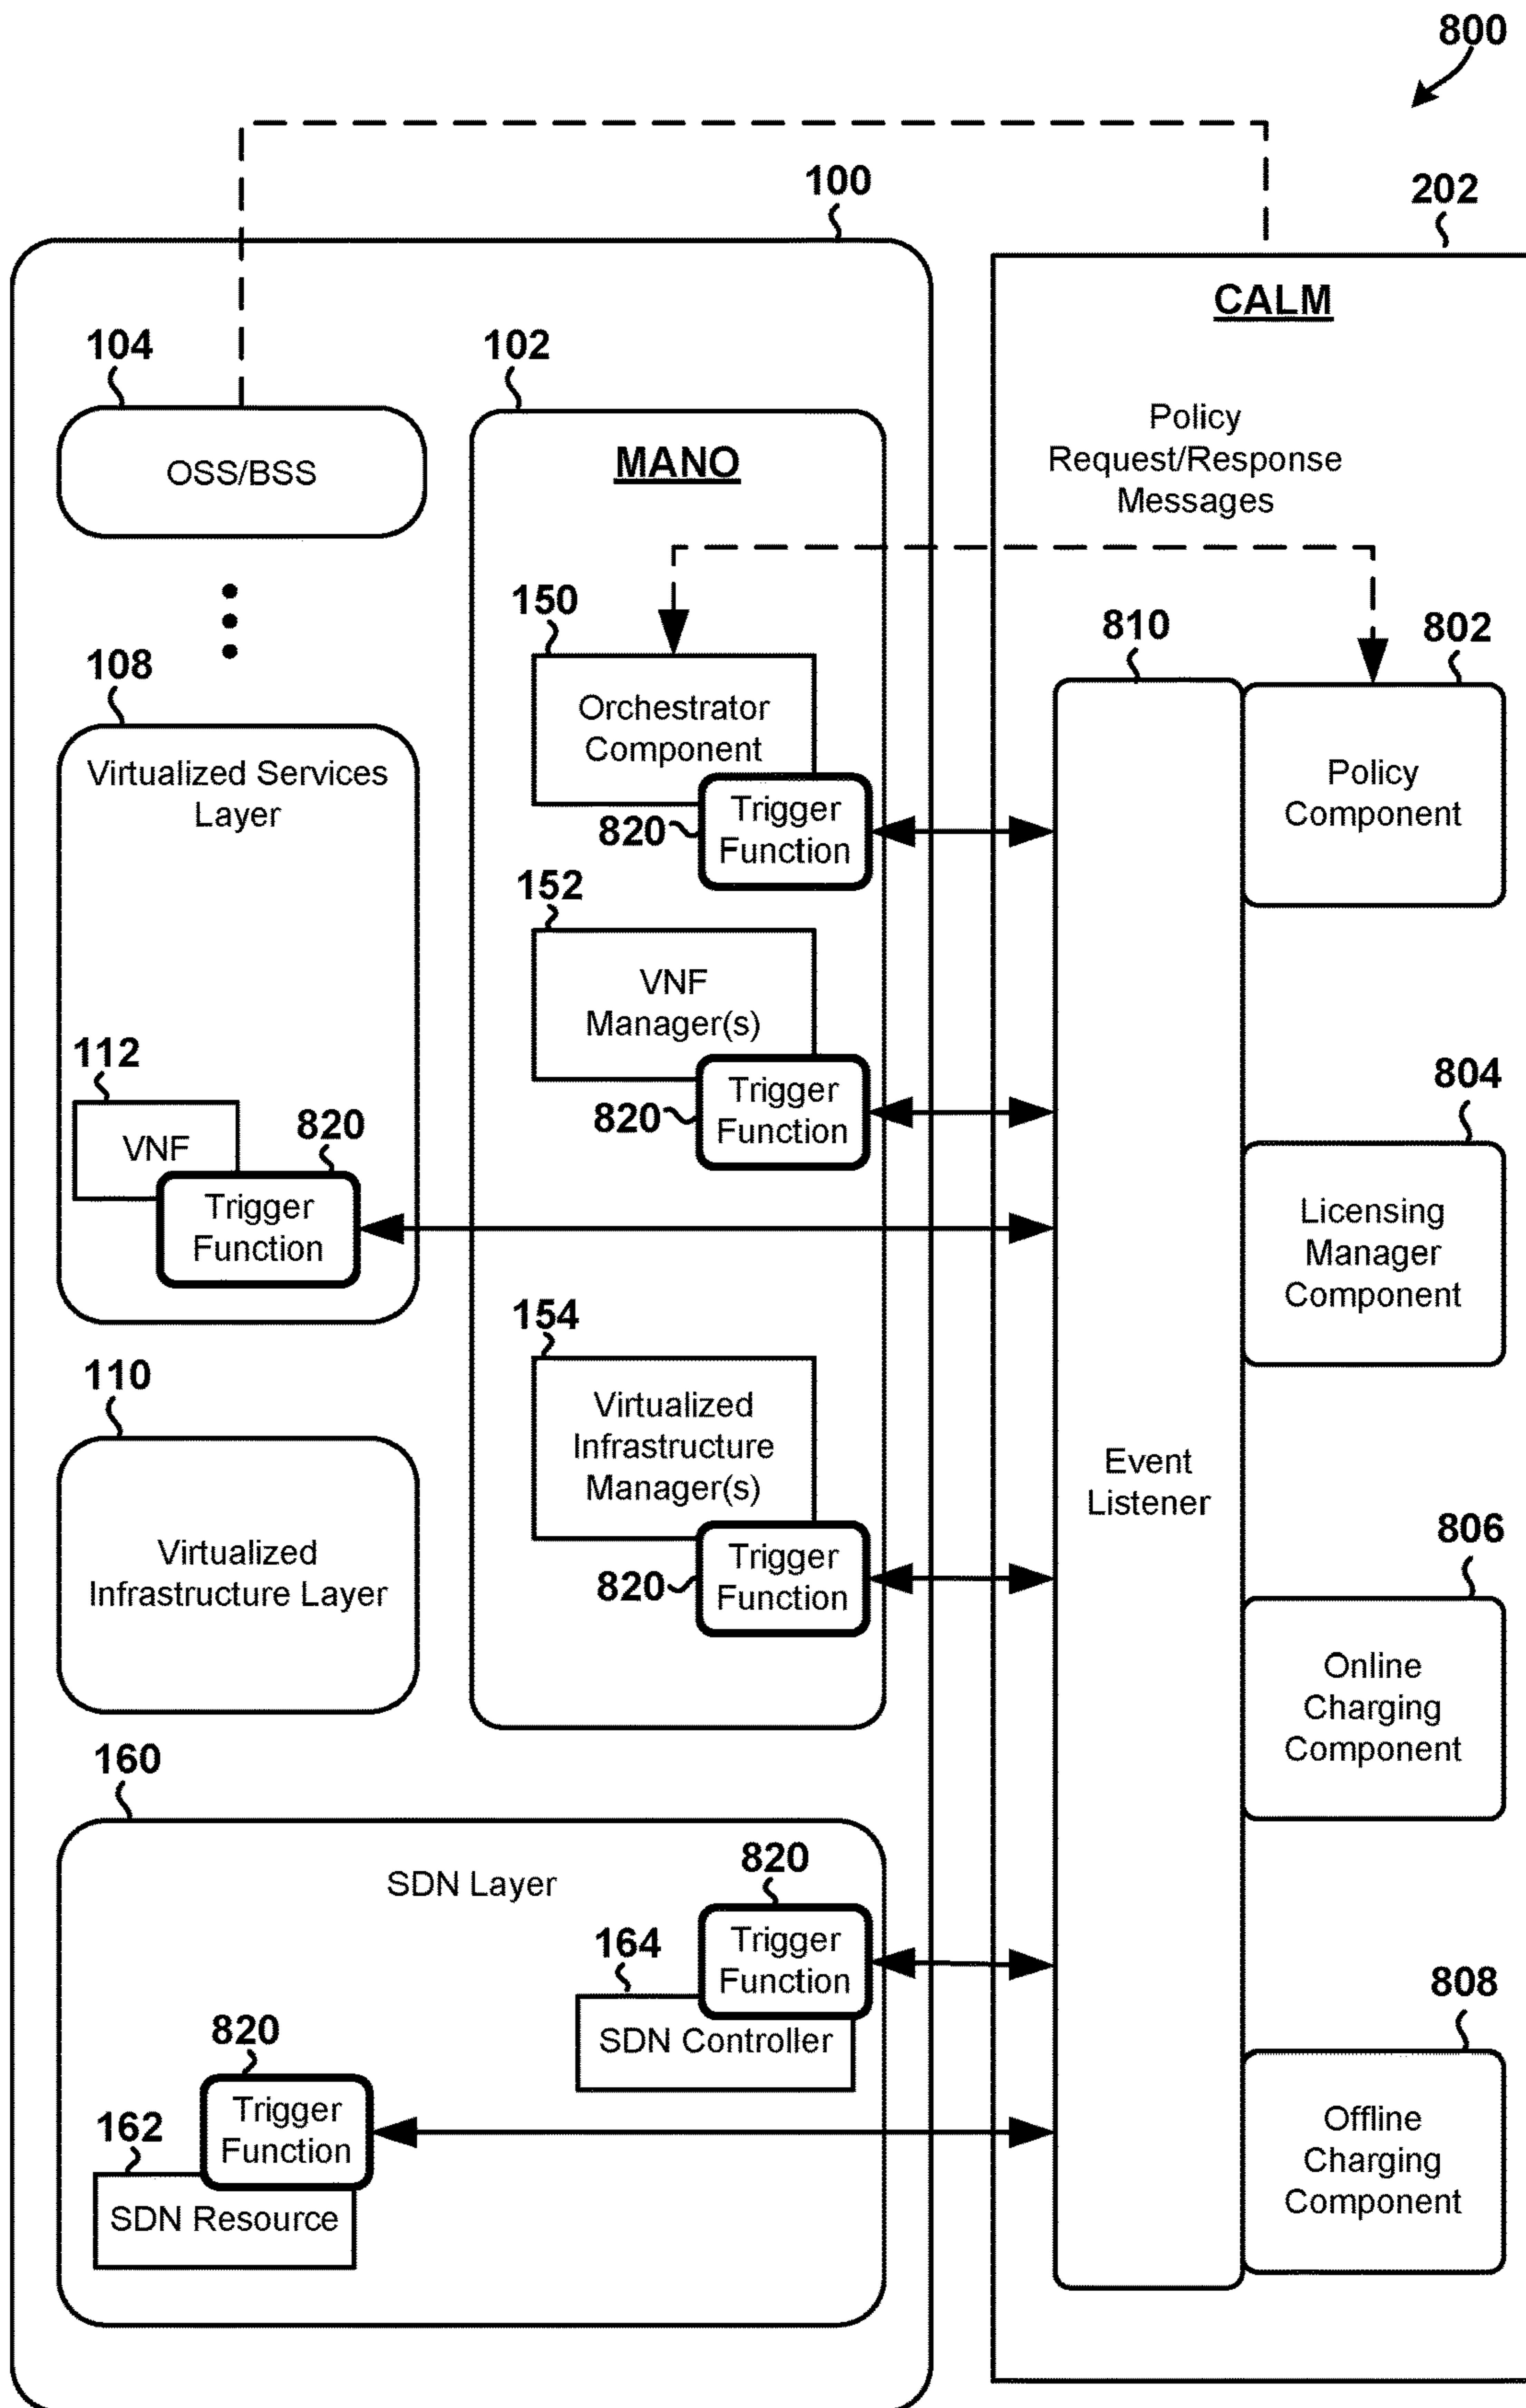 800
100
202
CALM
104
102
OSS/BSS
MANO
Policy
Request/Response
Messages
150
810
802
108
Orchestrator
Component
Virtualized Services
Layer
Policy
Component
820
Trigger
Function
152
VNF
Manager(s)
112
820
VNF
Trigger
Function
820
Trigger
Function
804
Licensing
Manager
Component
154
110
Virtualized
Infrastructure
Manager(s)
Event
Listener
806
Virtualized
Infrastructure Layer
820
Trigger
Function
Online
Charging
Component
160
SDN Layer
820
164
Trigger
Function
SDN Controller
808
820
162
Trigger
Function
SDN Resource
Offline
Charging
Component